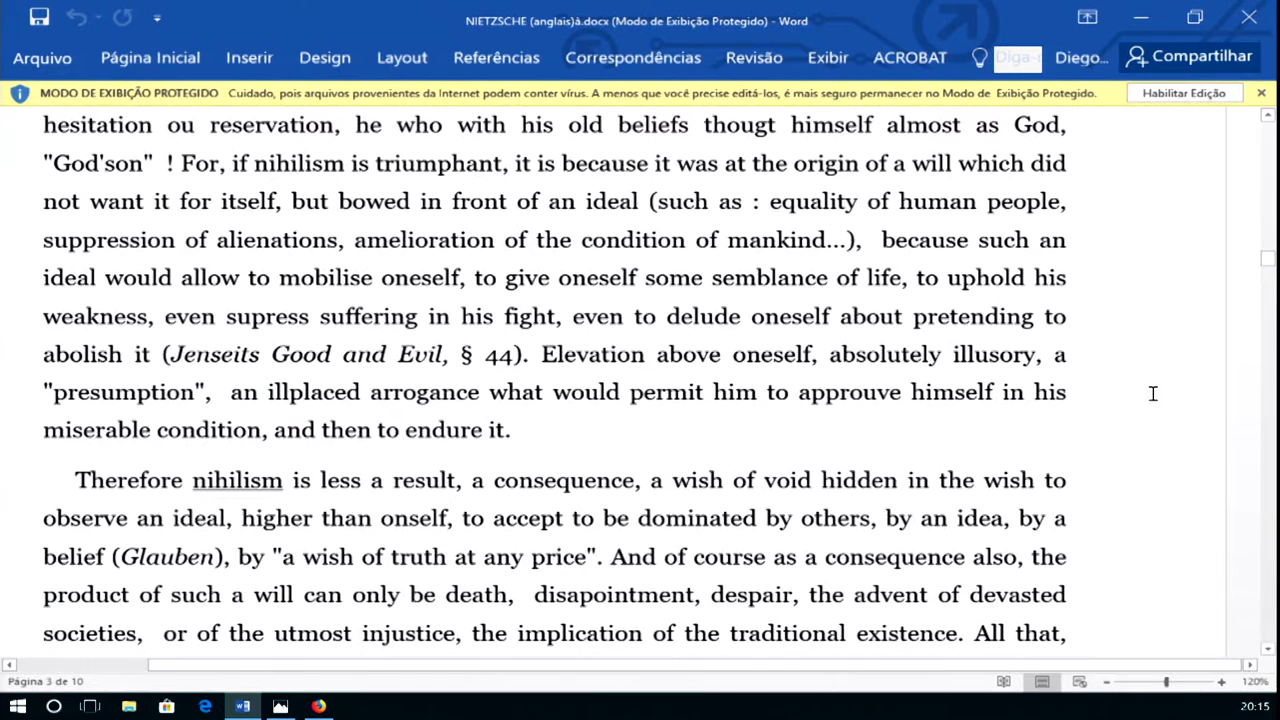 NIETZSCHE (anglais)à.docx (Modo de Exibição Protegido) - Word
Arquivo Página Inicial Inserir Design Layout Referências Correspondências Revisão Exibir ACROBAT Diego... Compartilhar
MODO DE EXIBIÇÃO PROTEGIDO Cuidado, pois arquivos provenientes da Internet podem conter vírus. A menos que você precise editá-los, é mais seguro permanecer no Modo de Exibição Protegido. Habilitar Edição
hesitation ou reservation, he who with his old beliefs thougt himself almost as God,
"God'son" ! For, if nihilism is triumphant, it is because it was at the origin of a will which did
not want it for itself, but bowed in front of an ideal (such as : equality of human people,
suppression of alienations, amelioration of the condition of mankind...), because such an
ideal would allow to mobilise oneself, to give oneself some semblance of life, to uphold his
weakness, even supress suffering in his fight, even to delude oneself about pretending to
abolish it (Jenseits Good and Evil, § 44). Elevation above oneself, absolutely illusory, a
"presumption", an illplaced arrogance what would permit him to approuve himself in his
miserable condition, and then to endure it.
Therefore nihilism is less a result, a consequence, a wish of void hidden in the wish to
observe an ideal, higher than onself, to accept to be dominated by others, by an idea, by a
belief (Glauben), by "a wish of truth at any price". And of course as a consequence also, the
product of such a will can only be death, disapointment, despair, the advent of devasted
societies, or of the utmost injustice, the implication of the traditional existence. All that,
Página 3 de 10 120%
20:15